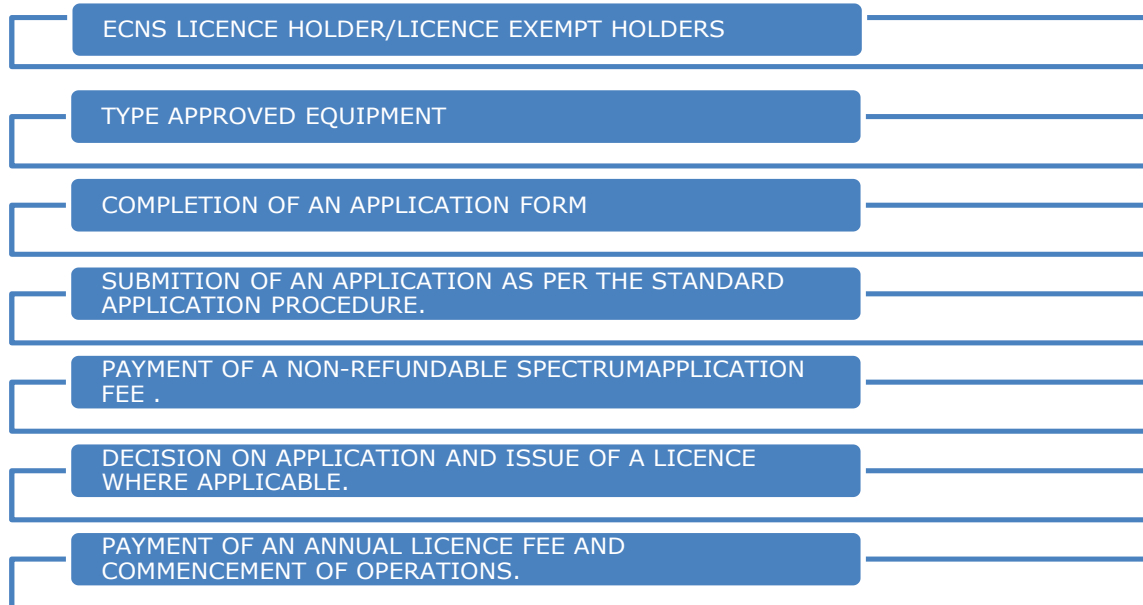 ECNS LICENCE HOLDER/LICENCE EXEMPT HOLDERS
TYPE APPROVED EQUIPMENT
COMPLETION OF AN APPLICATION FORM
SUBMITION OF AN APPLICATION AS PER THE STANDARD
APPLICATION PROCEDURE.
PAYMENT OF A NON-REFUNDABLE SPECTRUMAPPLICATION
FEE .
DECISION ON APPLICATION AND ISSUE OF A LICENCE
WHERE APPLICABLE.
PAYMENT OF AN ANNUAL LICENCE FEE AND
COMMENCEMENT OF OPERATIONS.